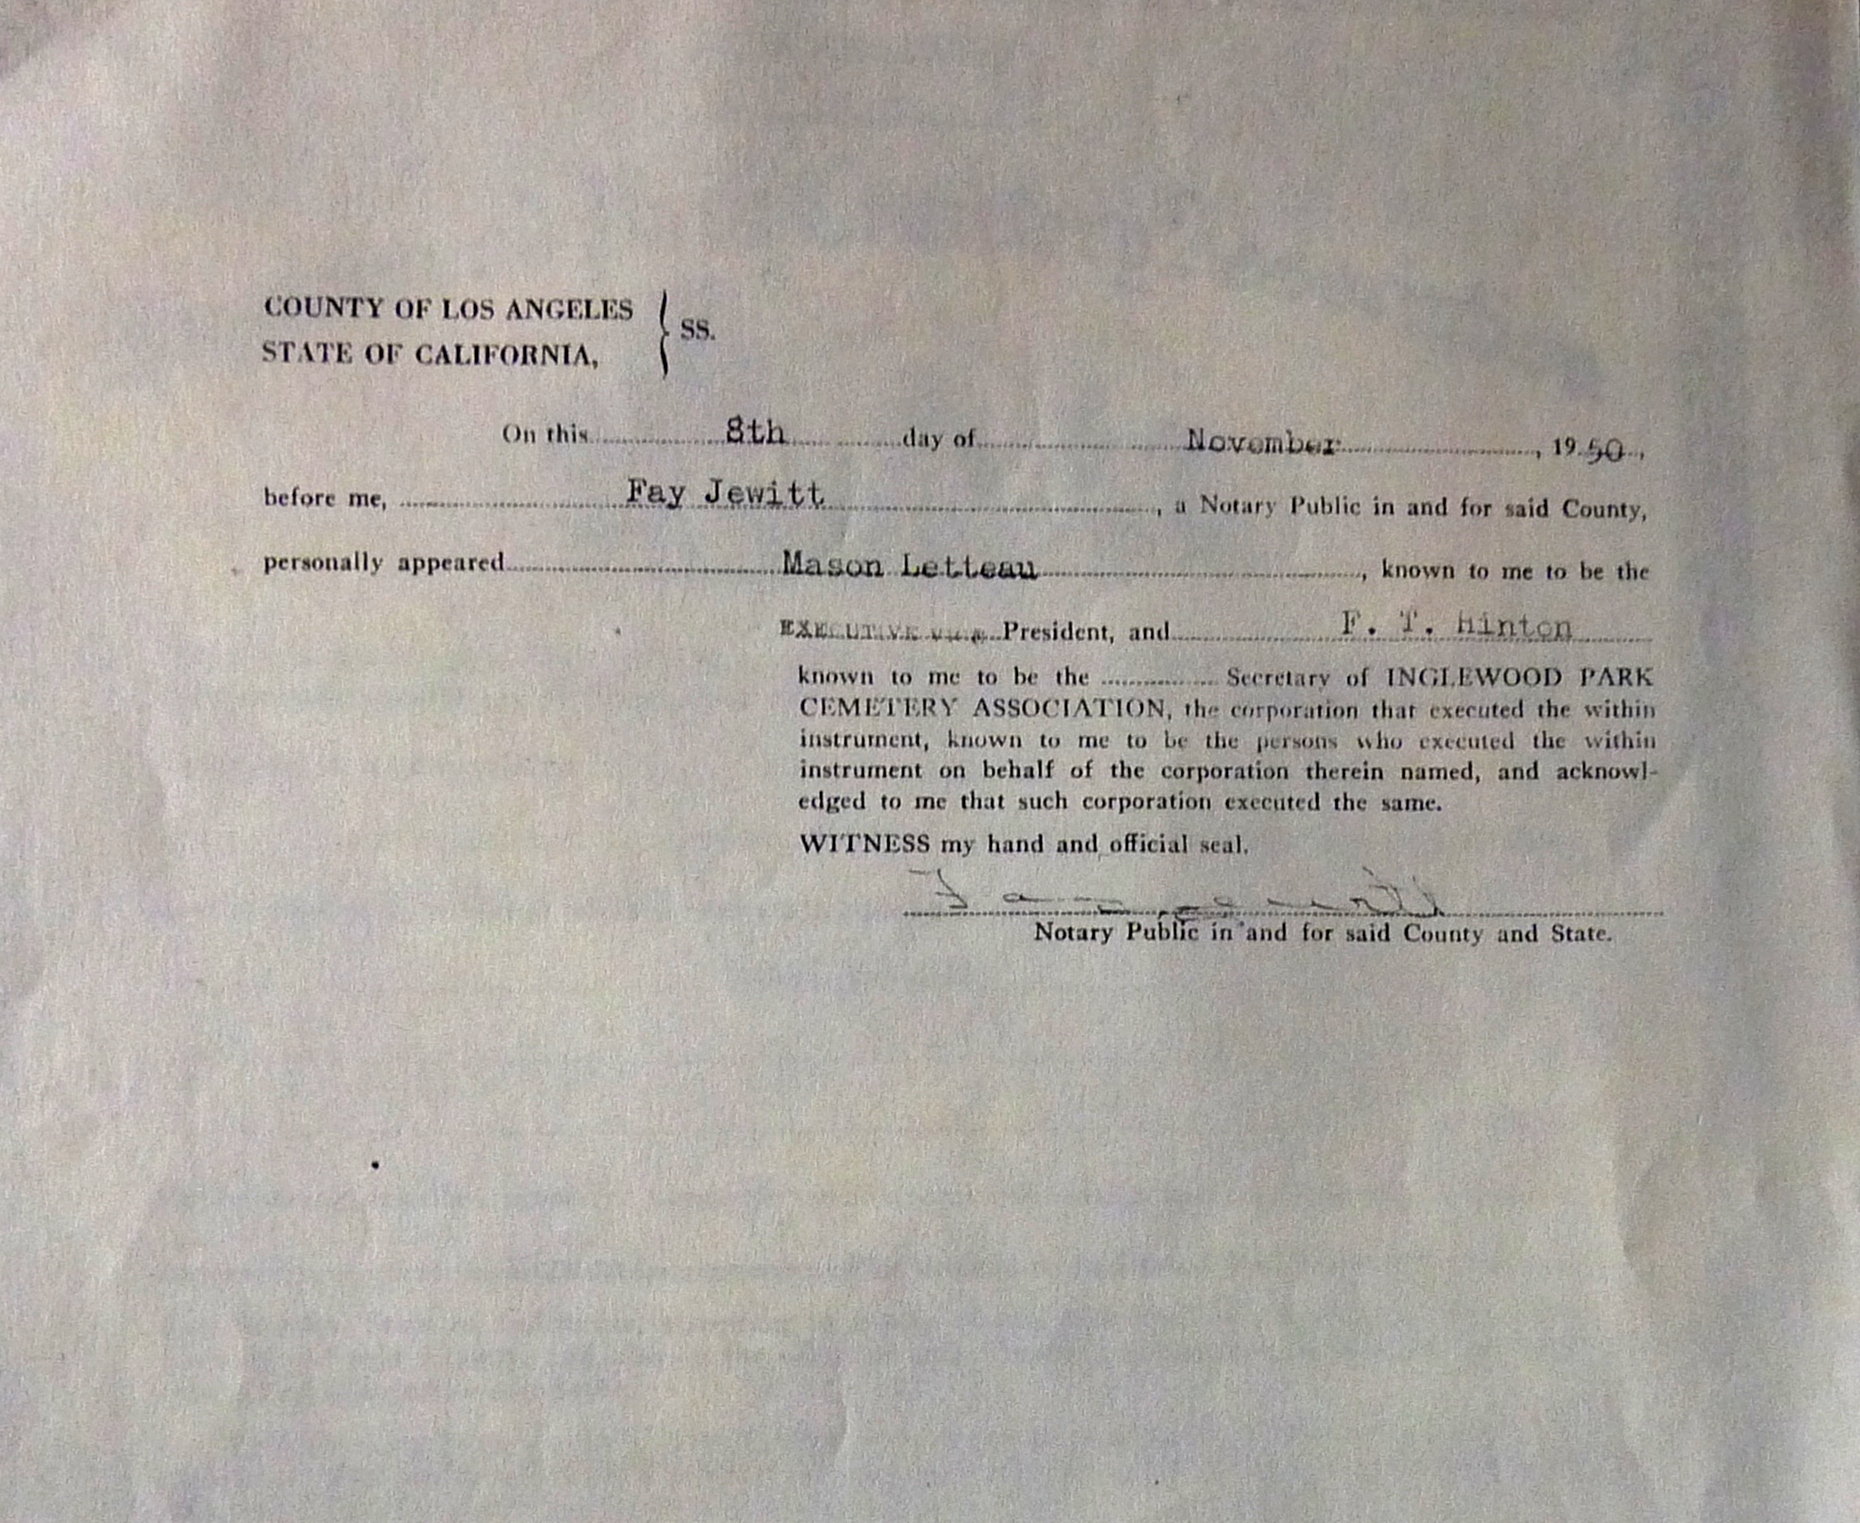 COUNTY OF LOS ANGELES } SS.
STATE OF CALIFORNIA,
On this 8th day of November, 19 50,
before me, Fay Jewitt, a Notary Public in and for said County,
personally appeared Mason Letteau, known to me to be the
EXECUTIVE President, and F. T. Hinton
known to me to be the Secretary of INGLEWOOD PARK
CEMETERY ASSOCIATION, the corporation that executed the within
instrument, known to me to be the persons who executed the within
instrument on behalf of the corporation therein named, and acknowl-
edged to me that such corporation executed the same.
WITNESS my hand and official seal.
Fay Jewitt
Notary Public in and for said County and State.